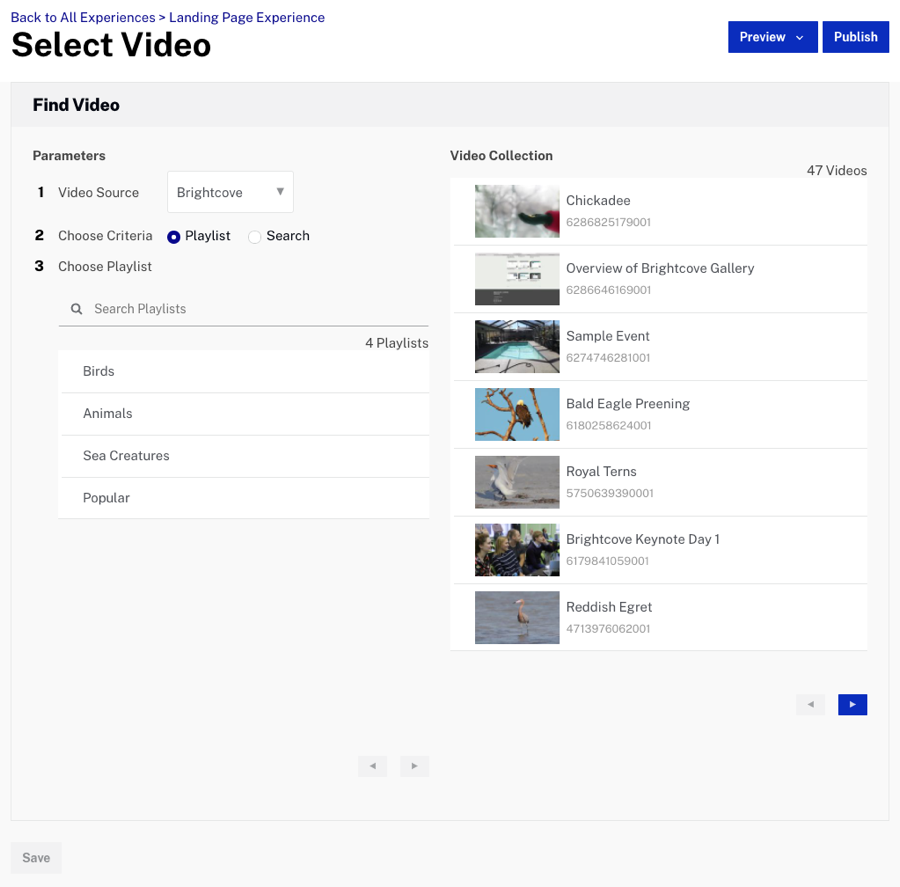 Back to All Experiences > Landing Page Experience
Select Video
Preview
Publish
Find Video
Parameters
1 Video Source Brightcove
2 Choose Criteria Playlist Search
3 Choose Playlist
Search Playlists
4 Playlists
Birds
Animals
Sea Creatures
Popular
Video Collection
47 Videos
Chickadee
6286825179001
Overview of Brightcove Gallery
6286646169001
Sample Event
6274746281001
Bald Eagle Preening
6180258624001
Royal Terns
5750639390001
Brightcove Keynote Day 1
6179841059001
Reddish Egret
4713976062001
Save